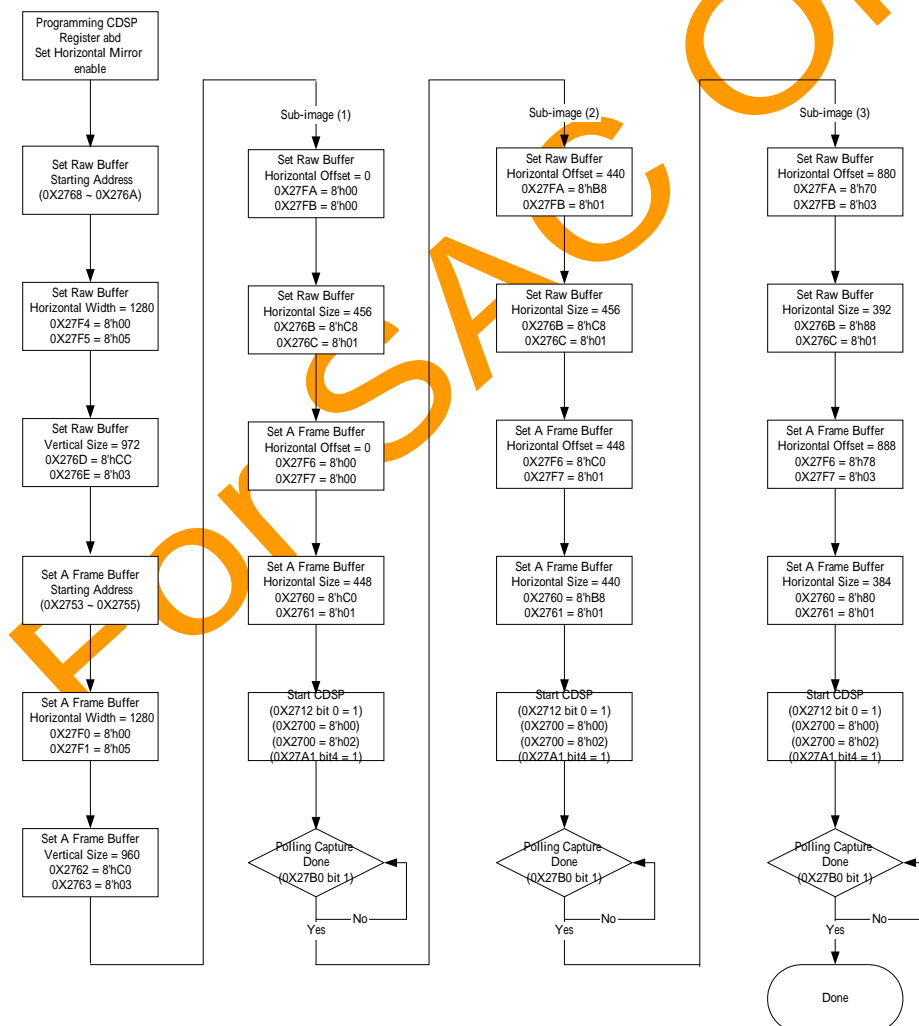 Programming CDSP
Register abd
Set Horizontal Mirror
enable
Set Raw Buffer
Starting Address
(0X2768 ~ 0X276A)
Set Raw Buffer
Horizontal Width = 1280
0X27F4 = 8'h00
0X27F5 = 8'h05
Set Raw Buffer
Vertical Size = 972
0X276D = 8'hCC
0X276E = 8'h03
Set A Frame Buffer
Starting Address
(0X2753 ~ 0X2755)
Set A Frame Buffer
Horizontal Width = 1280
0X27F0 = 8'h00
0X27F1 = 8'h05
Set A Frame Buffer
Vertical Size = 960
0X2762 = 8'hC0
0X2763 = 8'h03
Sub-image (1)
Set Raw Buffer
Horizontal Offset = 0
0X27FA = 8'h00
0X27FB = 8'h00
Set Raw Buffer
Horizontal Size = 456
0X276B = 8'hC8
0X276C = 8'h01
Set A Frame Buffer
Horizontal Offset = 0
0X27F6 = 8'h00
0X27F7 = 8'h00
Set A Frame Buffer
Horizontal Size = 448
0X2760 = 8'hC0
0X2761 = 8'h01
Start CDSP
(0X2712 bit 0 = 1)
(0X2700 = 8'h00)
(0X2700 = 8'h02)
(0X27A1 bit4 = 1)
Polling Capture
Done
(0X27B0 bit 1)
No
Yes
Sub-image (2)
Set Raw Buffer
Horizontal Offset = 440
0X27FA = 8'hB8
0X27FB = 8'h01
Set Raw Buffer
Horizontal Size = 456
0X276B = 8'hC8
0X276C = 8'h01
Set A Frame Buffer
Horizontal Offset = 448
0X27F6 = 8'hC0
0X27F7 = 8'h01
Set A Frame Buffer
Horizontal Size = 440
0X2760 = 8'hB8
0X2761 = 8'h01
Start CDSP
(0X2712 bit 0 = 1)
(0X2700 = 8'h00)
(0X2700 = 8'h02)
(0X27A1 bit4 = 1)
Polling Capture
Done
(0X27B0 bit 1)
No
Yes
Sub-image (3)
Set Raw Buffer
Horizontal Offset = 880
0X27FA = 8'h70
0X27FB = 8'h03
Set Raw Buffer
Horizontal Size = 392
0X276B = 8'h88
0X276C = 8'h01
Set A Frame Buffer
Horizontal Offset = 888
0X27F6 = 8'h78
0X27F7 = 8'h03
Set A Frame Buffer
Horizontal Size = 384
0X2760 = 8'h80
0X2761 = 8'h01
Start CDSP
(0X2712 bit 0 = 1)
(0X2700 = 8'h00)
(0X2700 = 8'h02)
(0X27A1 bit4 = 1)
Polling Capture
Done
(0X27B0 bit 1)
No
Yes
Done
For SAC